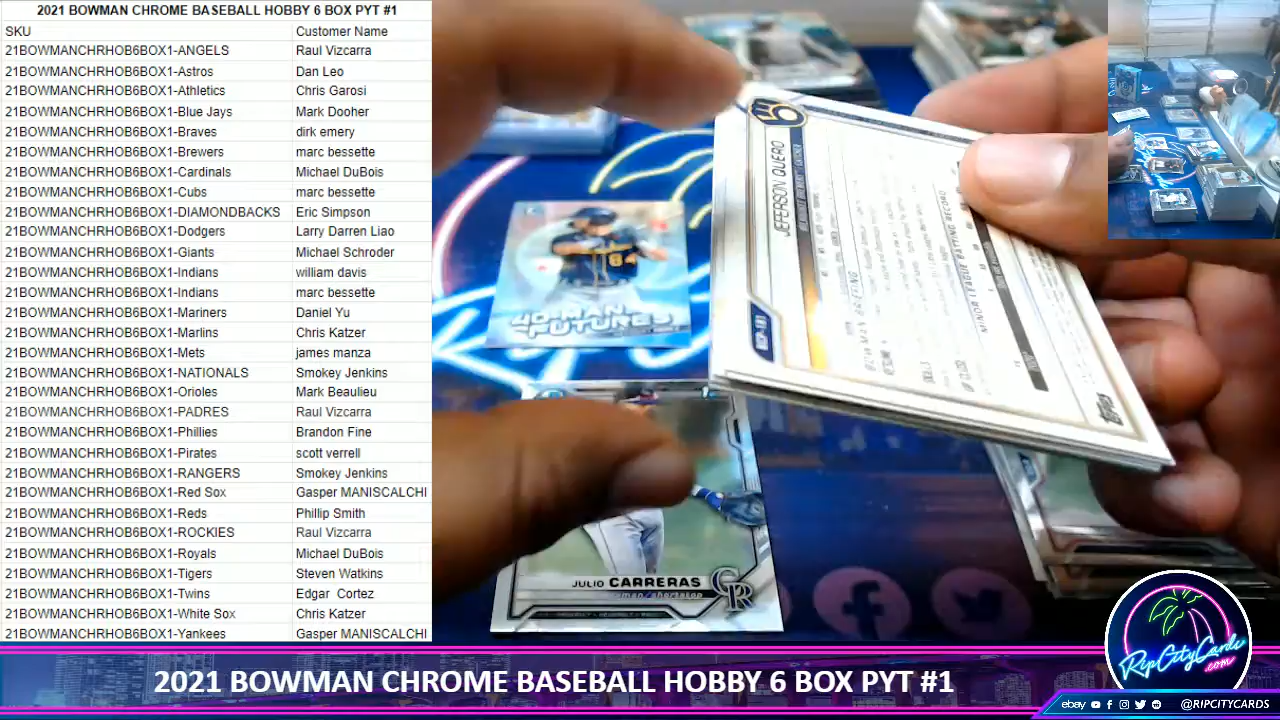 2021 BOWMAN CHROME BASEBALL HOBBY 6 BOX PYT #1
SKU Customer Name
21BOWMANCHRHOB6BOX1-ANGELS Raul Vizcarra
21BOWMANCHRHOB6BOX1-Astros Dan Leo
21BOWMANCHRHOB6BOX1-Athletics Chris Garosi
21BOWMANCHRHOB6BOX1-Blue Jays Mark Dooher
21BOWMANCHRHOB6BOX1-Braves dirk emery
21BOWMANCHRHOB6BOX1-Brewers marc bessette
21BOWMANCHRHOB6BOX1-Cardinals Michael DuBois
21BOWMANCHRHOB6BOX1-Cubs marc bessette
21BOWMANCHRHOB6BOX1-DIAMONDBACKS Eric Simpson
21BOWMANCHRHOB6BOX1-Dodgers Larry Darren Liao
21BOWMANCHRHOB6BOX1-Giants Michael Schroder
21BOWMANCHRHOB6BOX1-Indians william davis
21BOWMANCHRHOB6BOX1-Indians marc bessette
21BOWMANCHRHOB6BOX1-Mariners Daniel Yu
21BOWMANCHRHOB6BOX1-Marlins Chris Katzer
21BOWMANCHRHOB6BOX1-Mets james manza
21BOWMANCHRHOB6BOX1-NATIONALS Smokey Jenkins
21BOWMANCHRHOB6BOX1-Orioles Mark Beaulieu
21BOWMANCHRHOB6BOX1-PADRES Raul Vizcarra
21BOWMANCHRHOB6BOX1-Phillies Brandon Fine
21BOWMANCHRHOB6BOX1-Pirates scott verrell
21BOWMANCHRHOB6BOX1-RANGERS Smokey Jenkins
21BOWMANCHRHOB6BOX1-Red Sox Gasper MANISCALCHI
21BOWMANCHRHOB6BOX1-Reds Phillip Smith
21BOWMANCHRHOB6BOX1-ROCKIES Raul Vizcarra
21BOWMANCHRHOB6BOX1-Royals Michael DuBois
21BOWMANCHRHOB6BOX1-Tigers Steven Watkins
21BOWMANCHRHOB6BOX1-Twins Edgar Cortez
21BOWMANCHRHOB6BOX1-White Sox Chris Katzer
21BOWMANCHRHOB6BOX1-Yankees Gasper MANISCALCHI
JEFERSON QUERO
MINOR LEAGUE BATTING RECORD
topps
FUTURES
JULIO CARRERAS
CR
RipCityCards
.com
2021 BOWMAN CHROME BASEBALL HOBBY 6 BOX PYT #1
ebay @RIPCITYCARDS